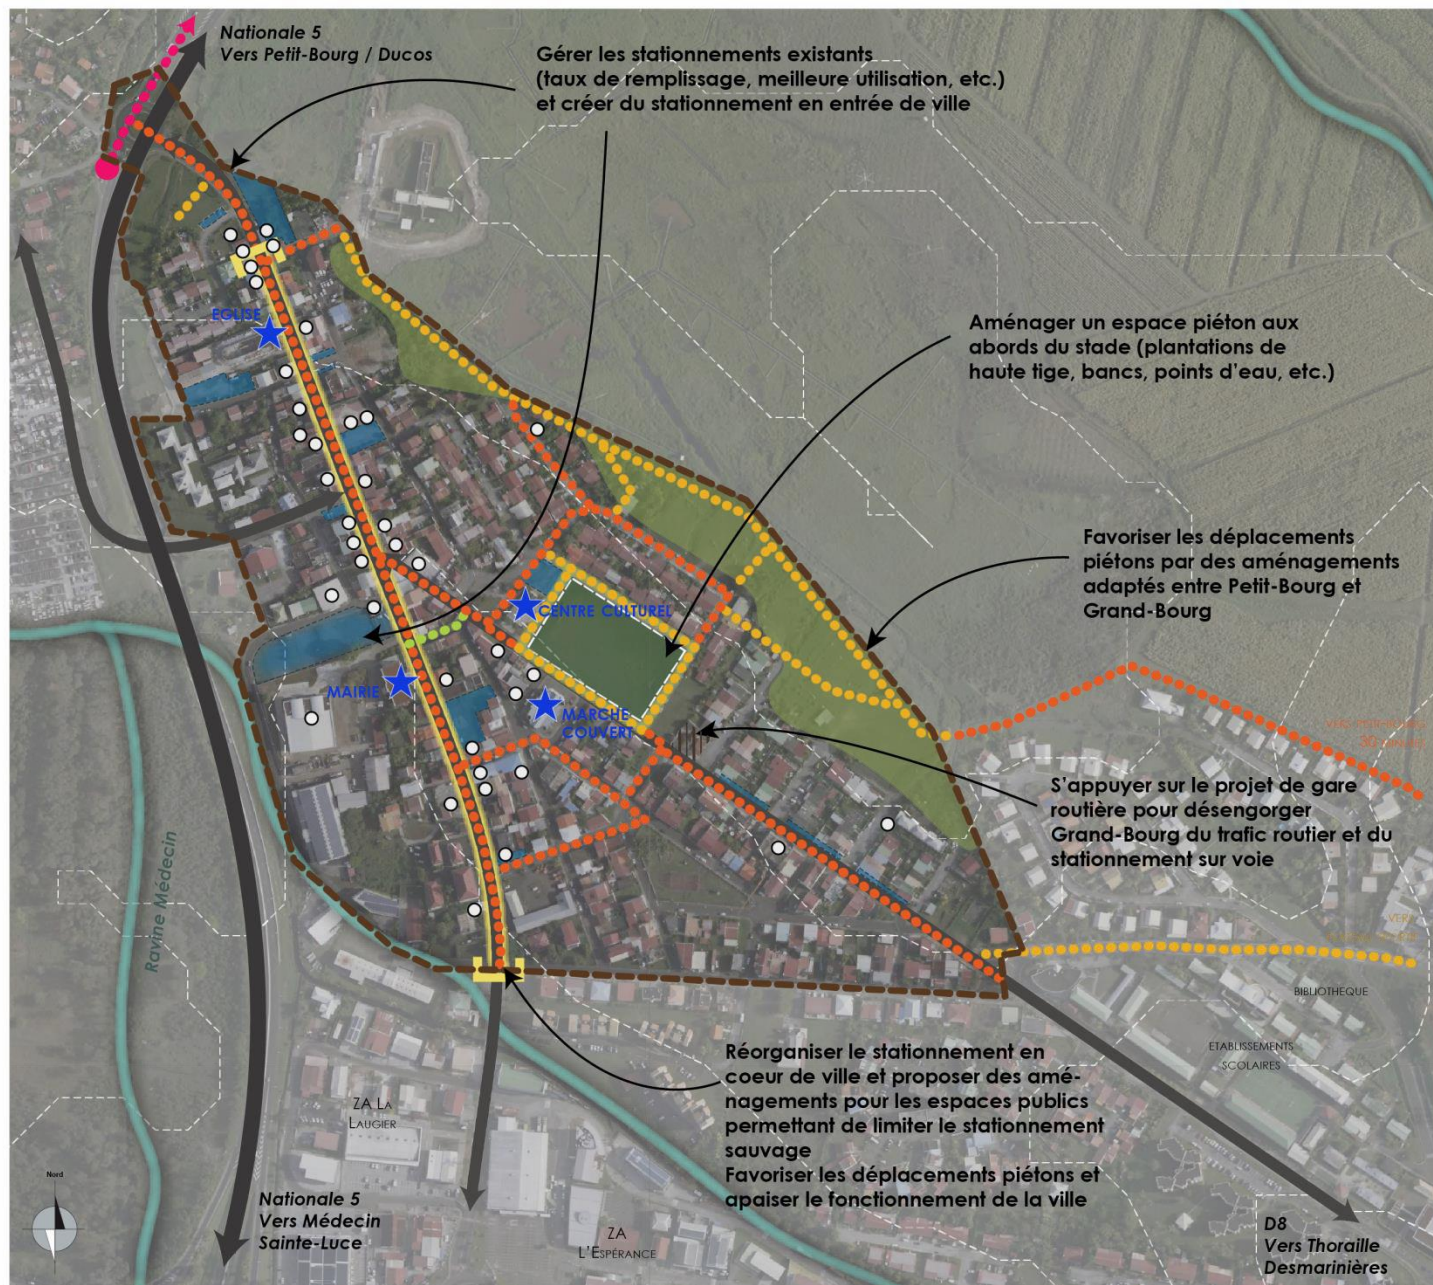 Nationale 5
Vers Petit-Bourg / Ducos
Gérer les stationnements existants
(taux de remplissage, meilleure utilisation, etc.)
et créer du stationnement en entrée de ville
EGLISE
Aménager un espace piéton aux
abords du stade (plantations de
haute tige, bancs, points d'eau, etc.)
Favoriser les déplacements
piétons par des aménagements
adaptés entre Petit-Bourg et
Grand-Bourg
CENTRE CULTUREL
MAIRIE
MARCHE
COUVERT
S'appuyer sur le projet de gare
routière pour désengorger
Grand-Bourg du trafic routier et du
stationnement sur voie
Ravine Médecin
VERS
BIBLIOTHEQUE
ETABLISSEMENTS
SCOLAIRES
Réorganiser le stationnement en
coeur de ville et proposer des amé-
nagements pour les espaces publics
permettant de limiter le stationnement
sauvage
Favoriser les déplacements piétons et
apaiser le fonctionnement de la ville
ZA LA
LAUGIER
ZA
L'ESPÉRANCE
Nord
Nationale 5
Vers Médecin
Sainte-Luce
D8
Vers Thoraille
Desmarinières